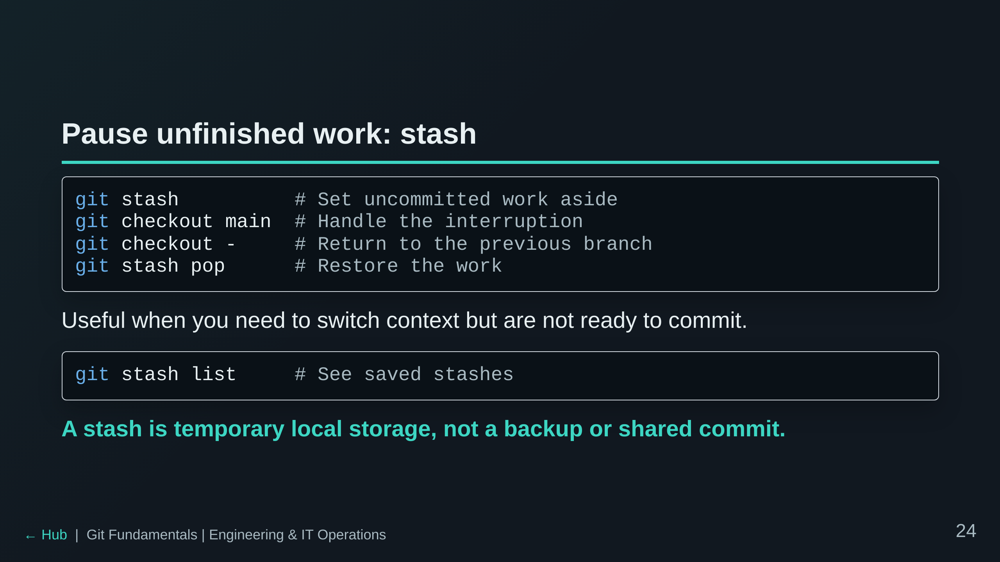 Pause unfinished work: stash
git stash          # Set uncommitted work aside
git checkout main  # Handle the interruption
git checkout -     # Return to the previous branch
git stash pop      # Restore the work
Useful when you need to switch context but are not ready to commit.
git stash list     # See saved stashes
A stash is temporary local storage, not a backup or shared commit.
← Hub | Git Fundamentals | Engineering & IT Operations
24